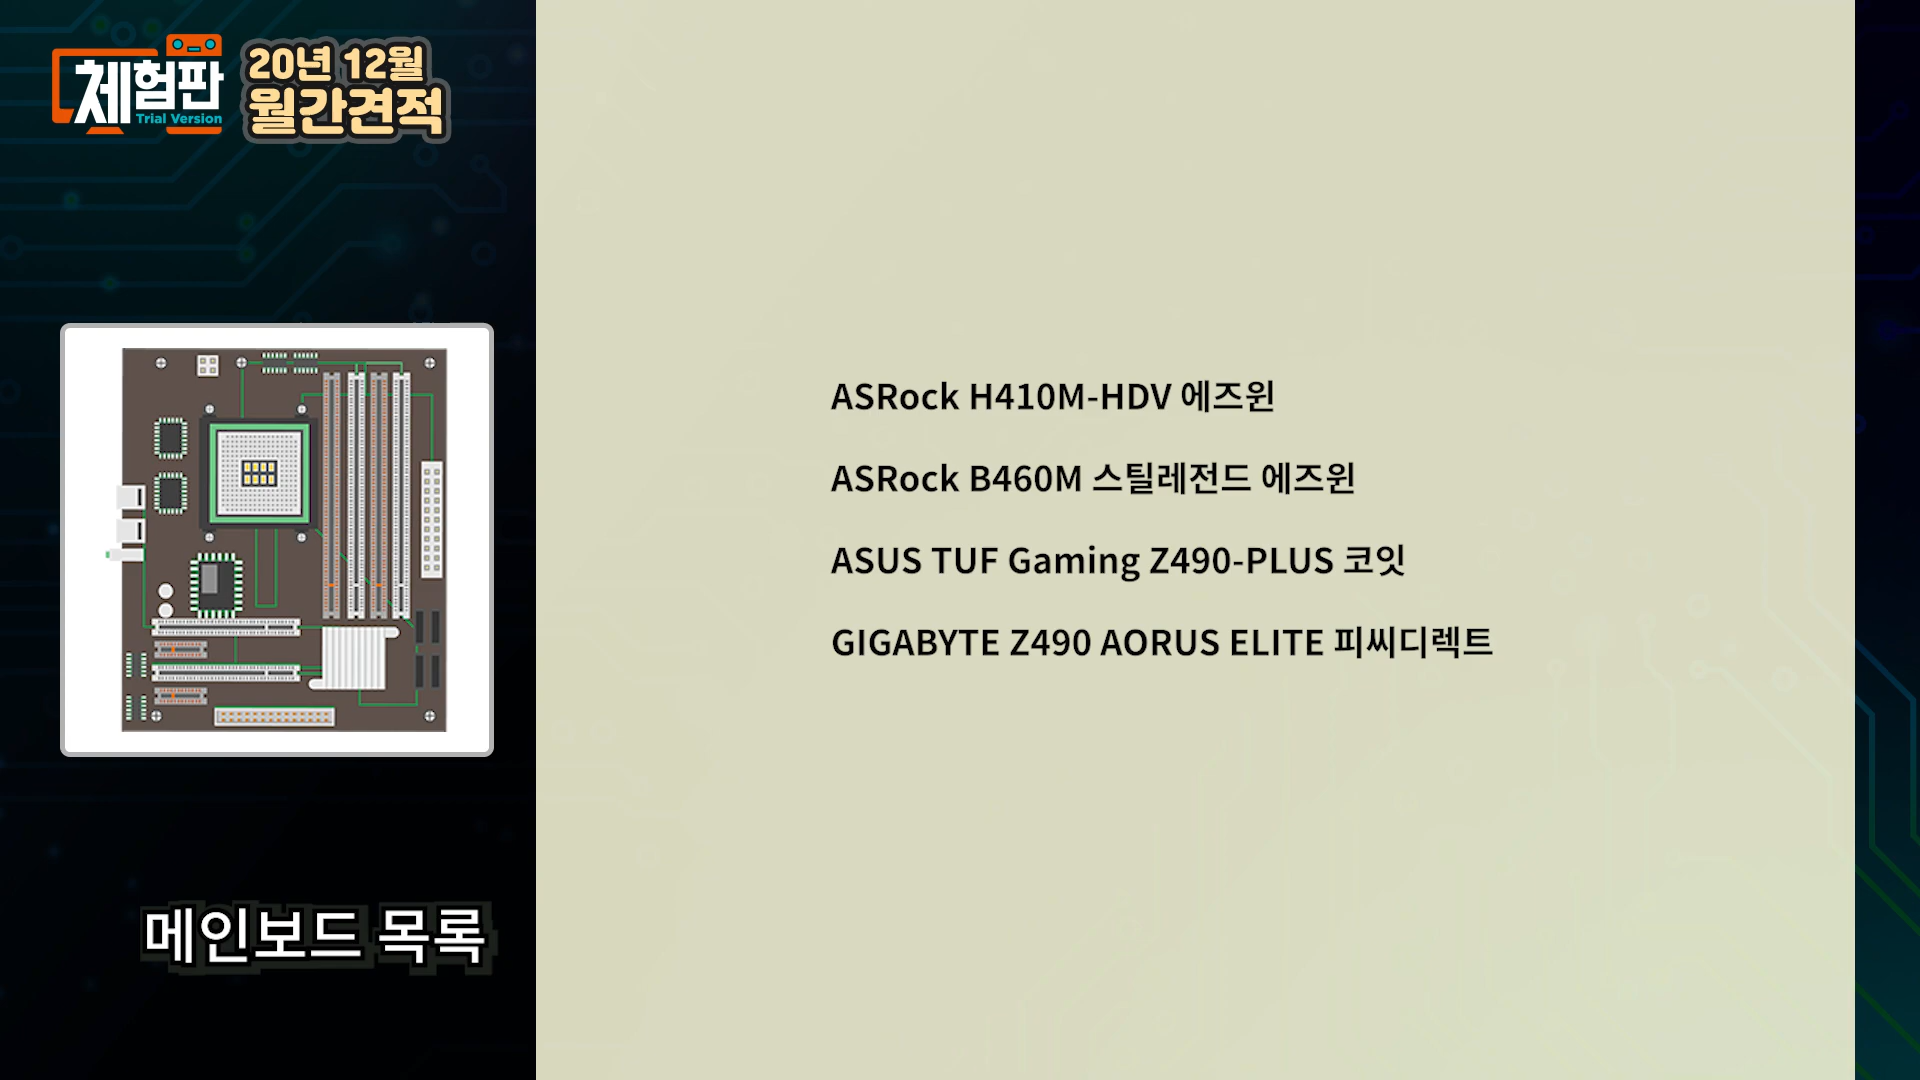 체험판
Trial Version
20년 12월
월간견적
ASRock H410M-HDV 에즈윈
ASRock B460M 스틸레전드 에즈윈
ASUS TUF Gaming Z490-PLUS 코잇
GIGABYTE Z490 AORUS ELITE 피씨디렉트
메인보드 목록